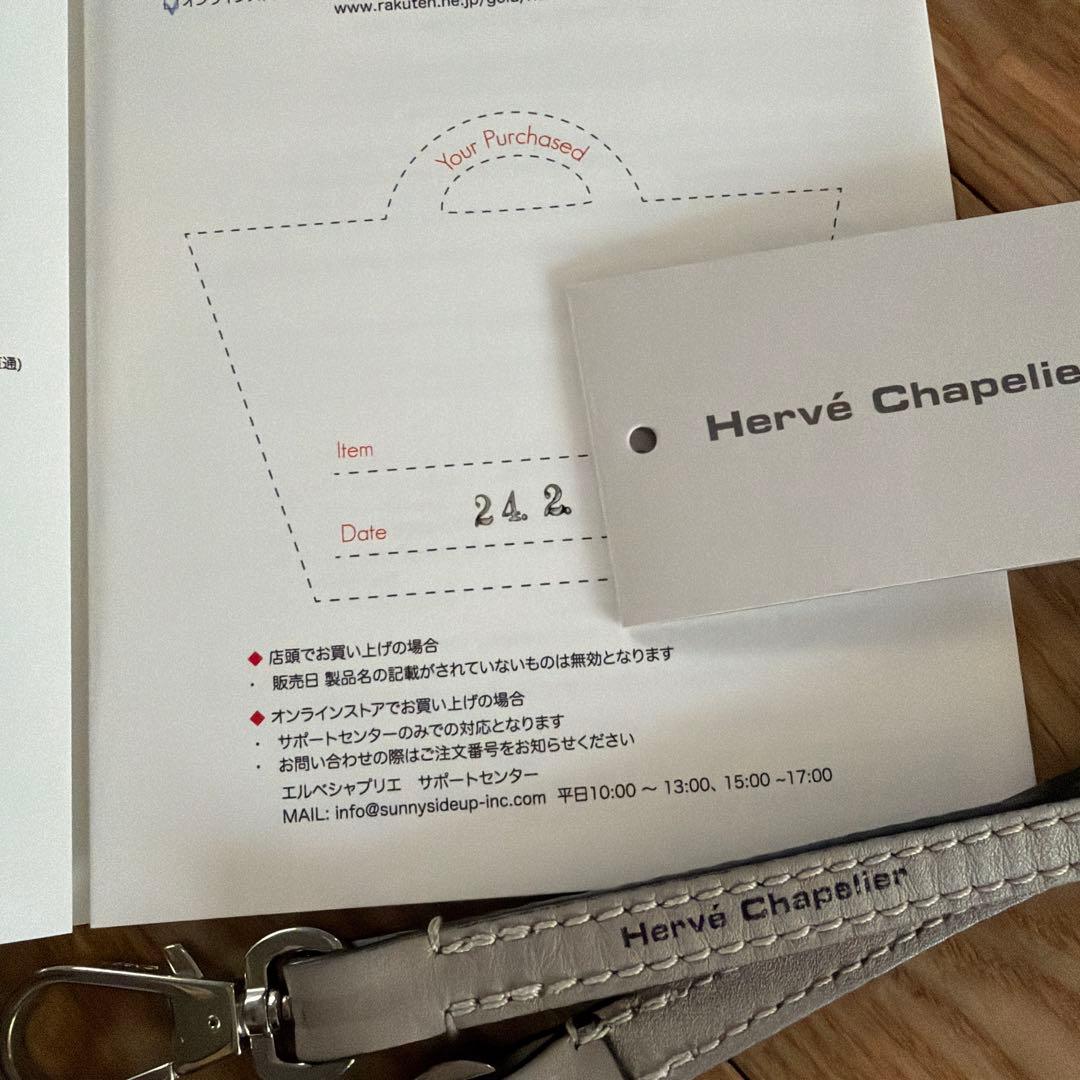 www.rakuten.ne.jp/gold/
Your Purchased
Item
Date 24. 2.
Hervé Chapelie
◆ 店頭でお買い上げの場合
・ 販売日 製品名の記載がされていないものは無効となります
◆ オンラインストアでお買い上げの場合
・ サポートセンターのみでの対応となります
・ お問い合わせの際はご注文番号をお知らせください
エルベシャプリエ サポートセンター
MAIL: info@sunnysideup-inc.com 平日10:00 ～ 13:00、15:00 ~17:00
Hervé Chapelier
通)